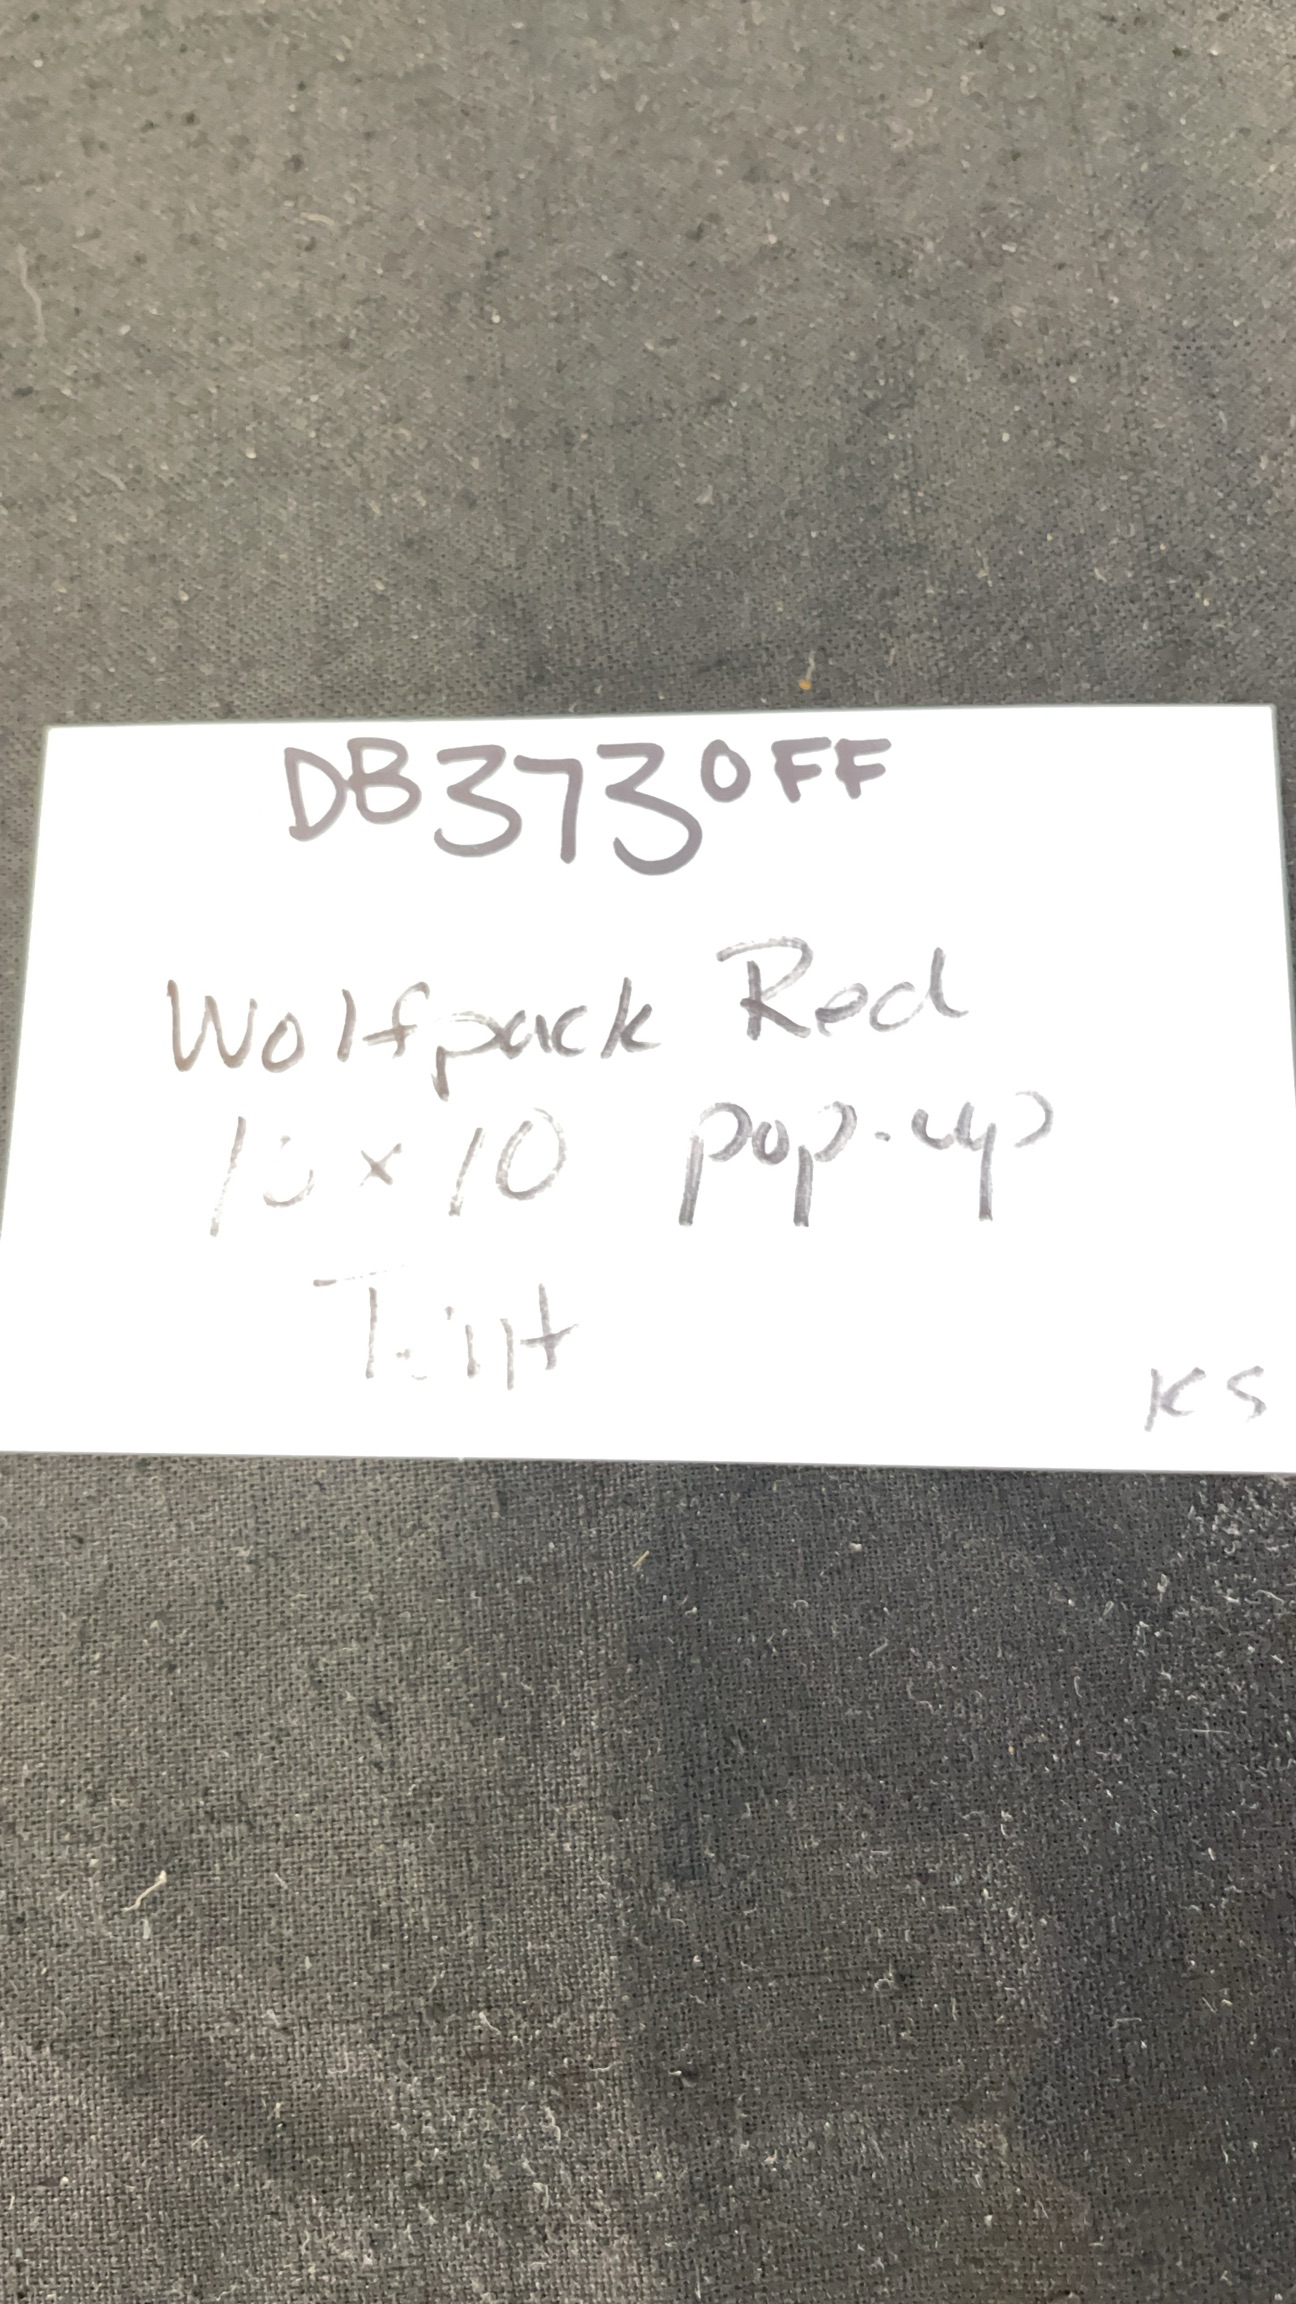 DB373OFF
Wolfpack Red
10x10 pop-up
Tent
KS